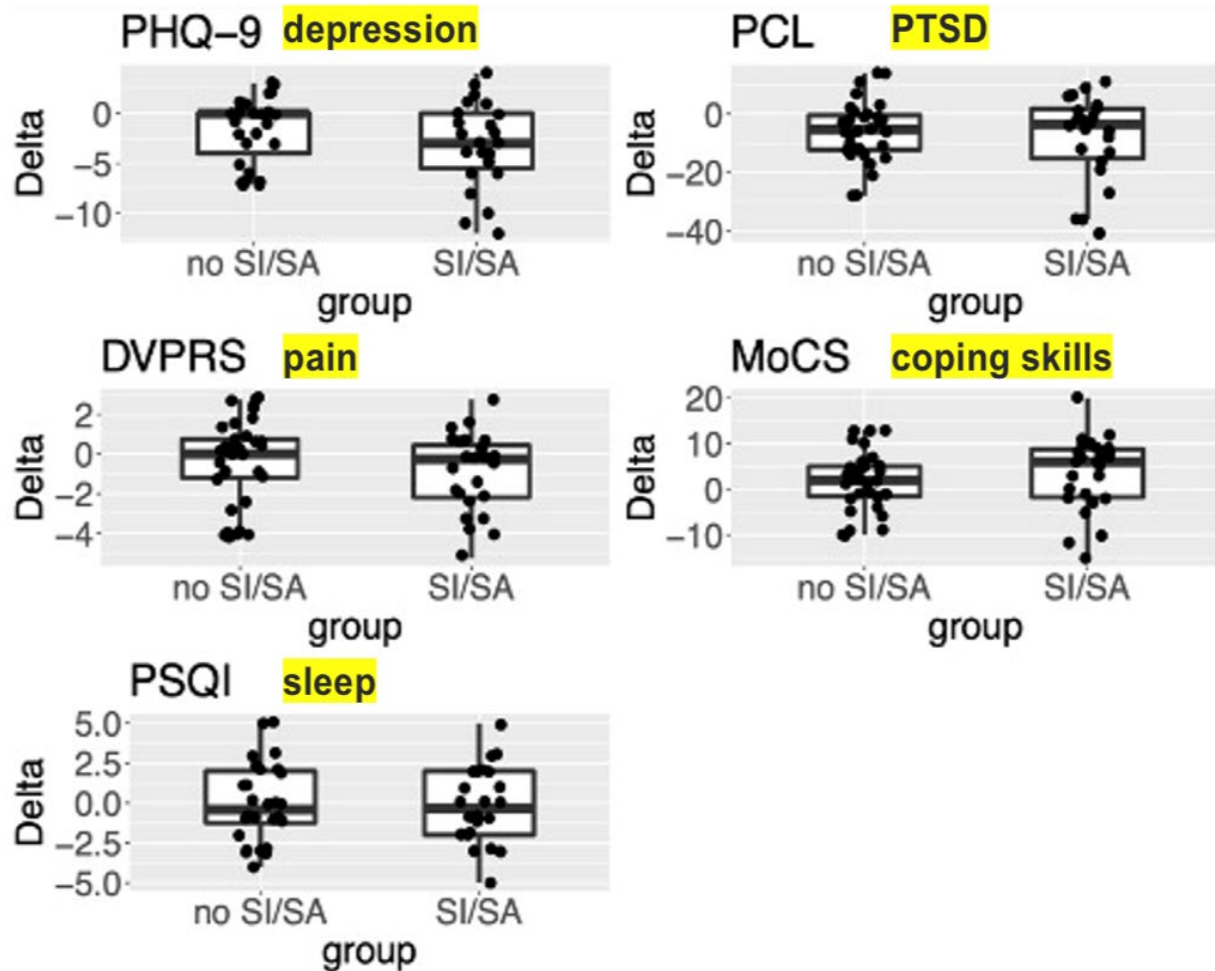 PHQ−9 depression
Delta
0
−5
−10
no SI/SA SI/SA
group
PCL PTSD
Delta
0
−20
−40
no SI/SA SI/SA
group
DVPRS pain
Delta
2
0
−2
−4
no SI/SA SI/SA
group
MoCS coping skills
Delta
20
10
0
−10
no SI/SA SI/SA
group
PSQI sleep
Delta
5.0
2.5
0.0
−2.5
−5.0
no SI/SA SI/SA
group